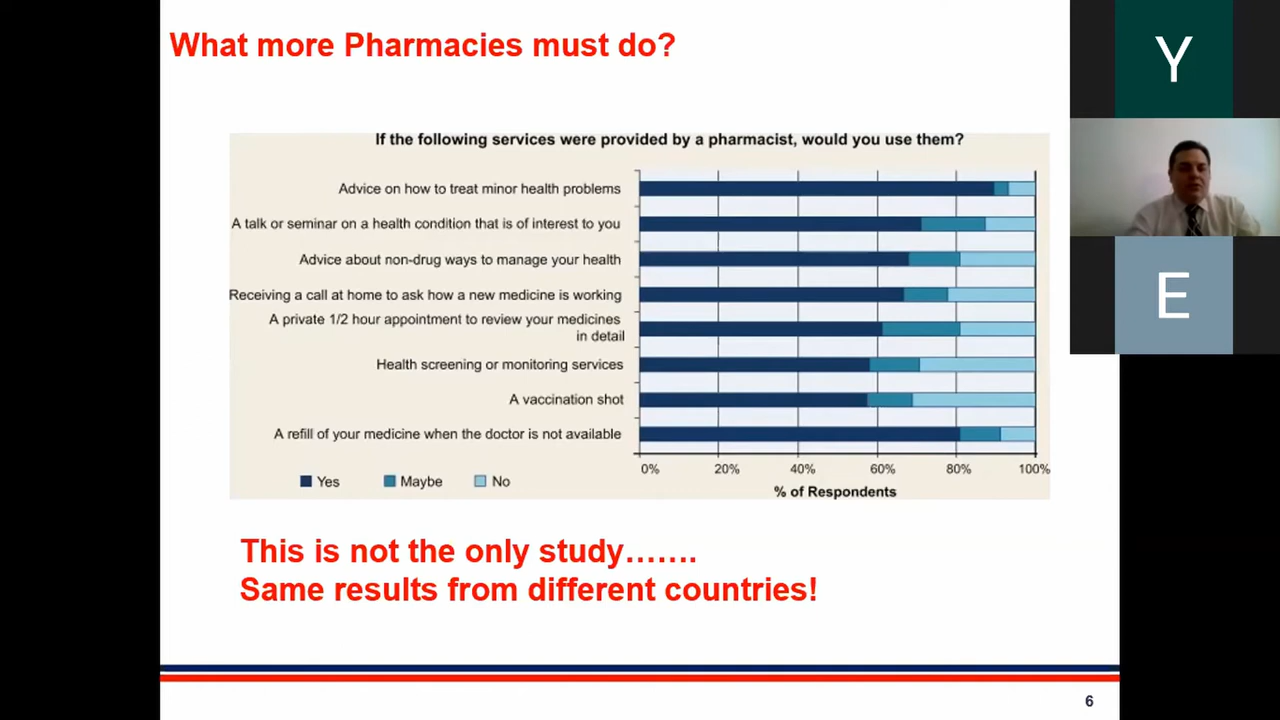 What more Pharmacies must do?
If the following services were provided by a pharmacist, would you use them?
Advice on how to treat minor health problems
A talk or seminar on a health condition that is of interest to you
Advice about non-drug ways to manage your health
Receiving a call at home to ask how a new medicine is working
A private 1/2 hour appointment to review your medicines
in detail
Health screening or monitoring services
A vaccination shot
A refill of your medicine when the doctor is not available
0% 20% 40% 60% 80% 100%
% of Respondents
Yes Maybe No
This is not the only study…….
Same results from different countries!
6
Y
E